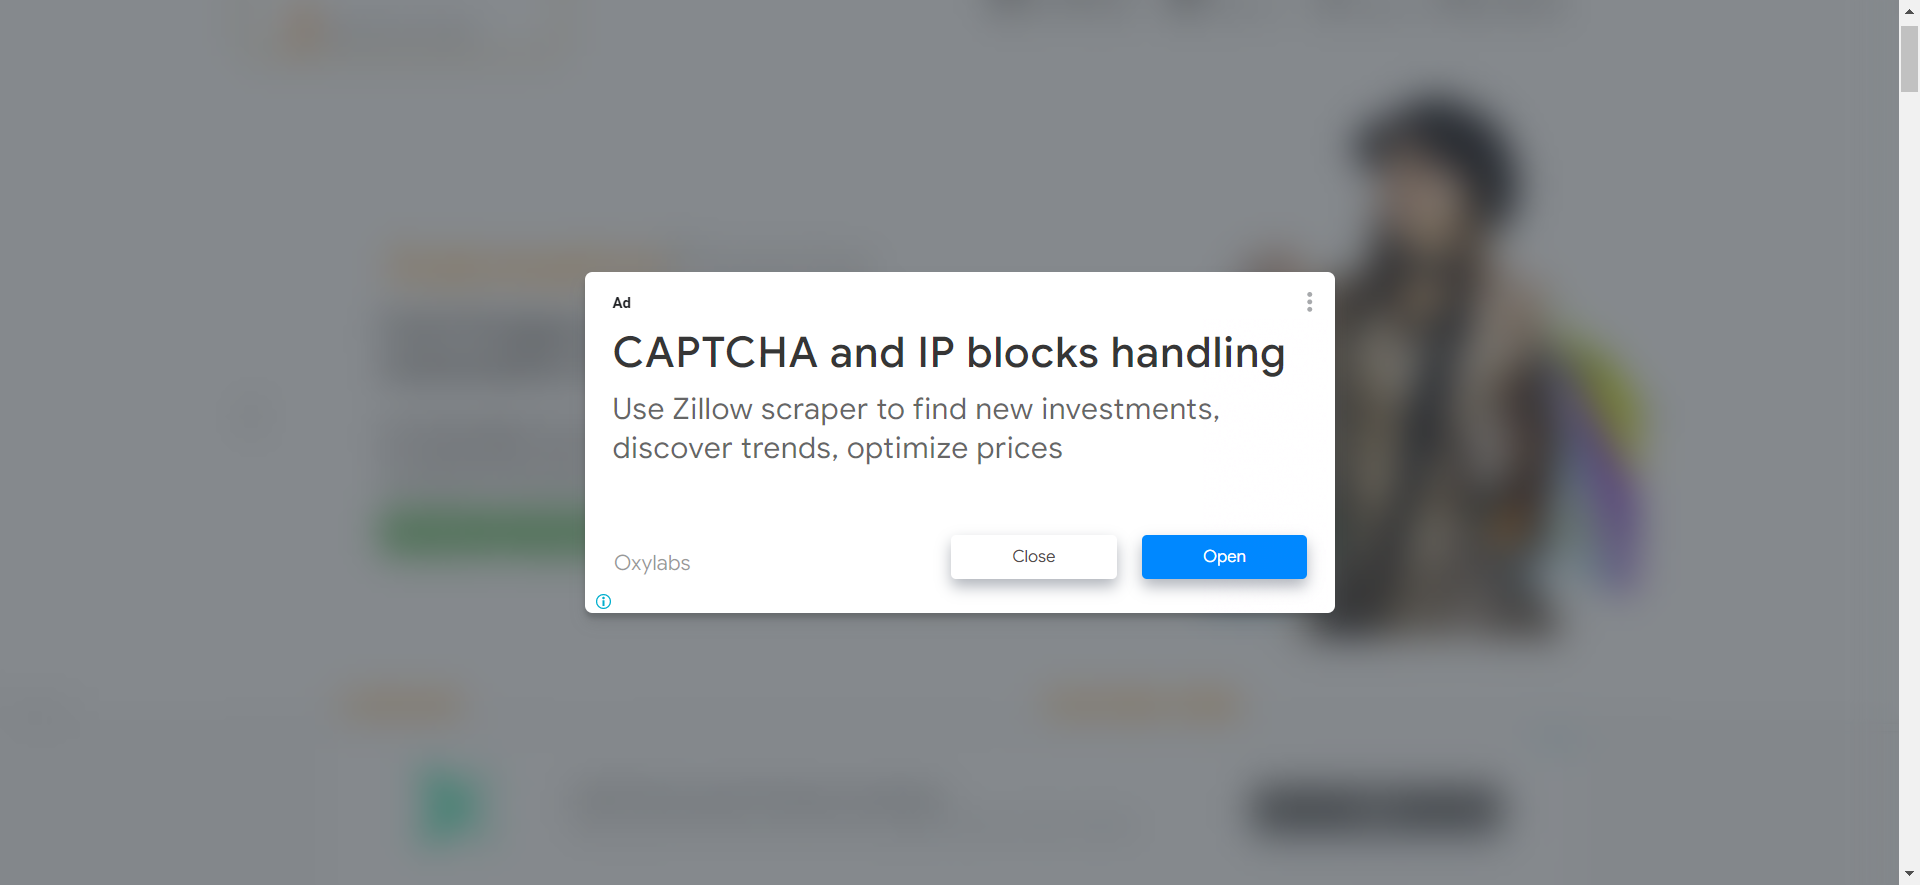 Ad
CAPTCHA and IP blocks handling
Use Zillow scraper to find new investments,
discover trends, optimize prices
Oxylabs
Close
Open